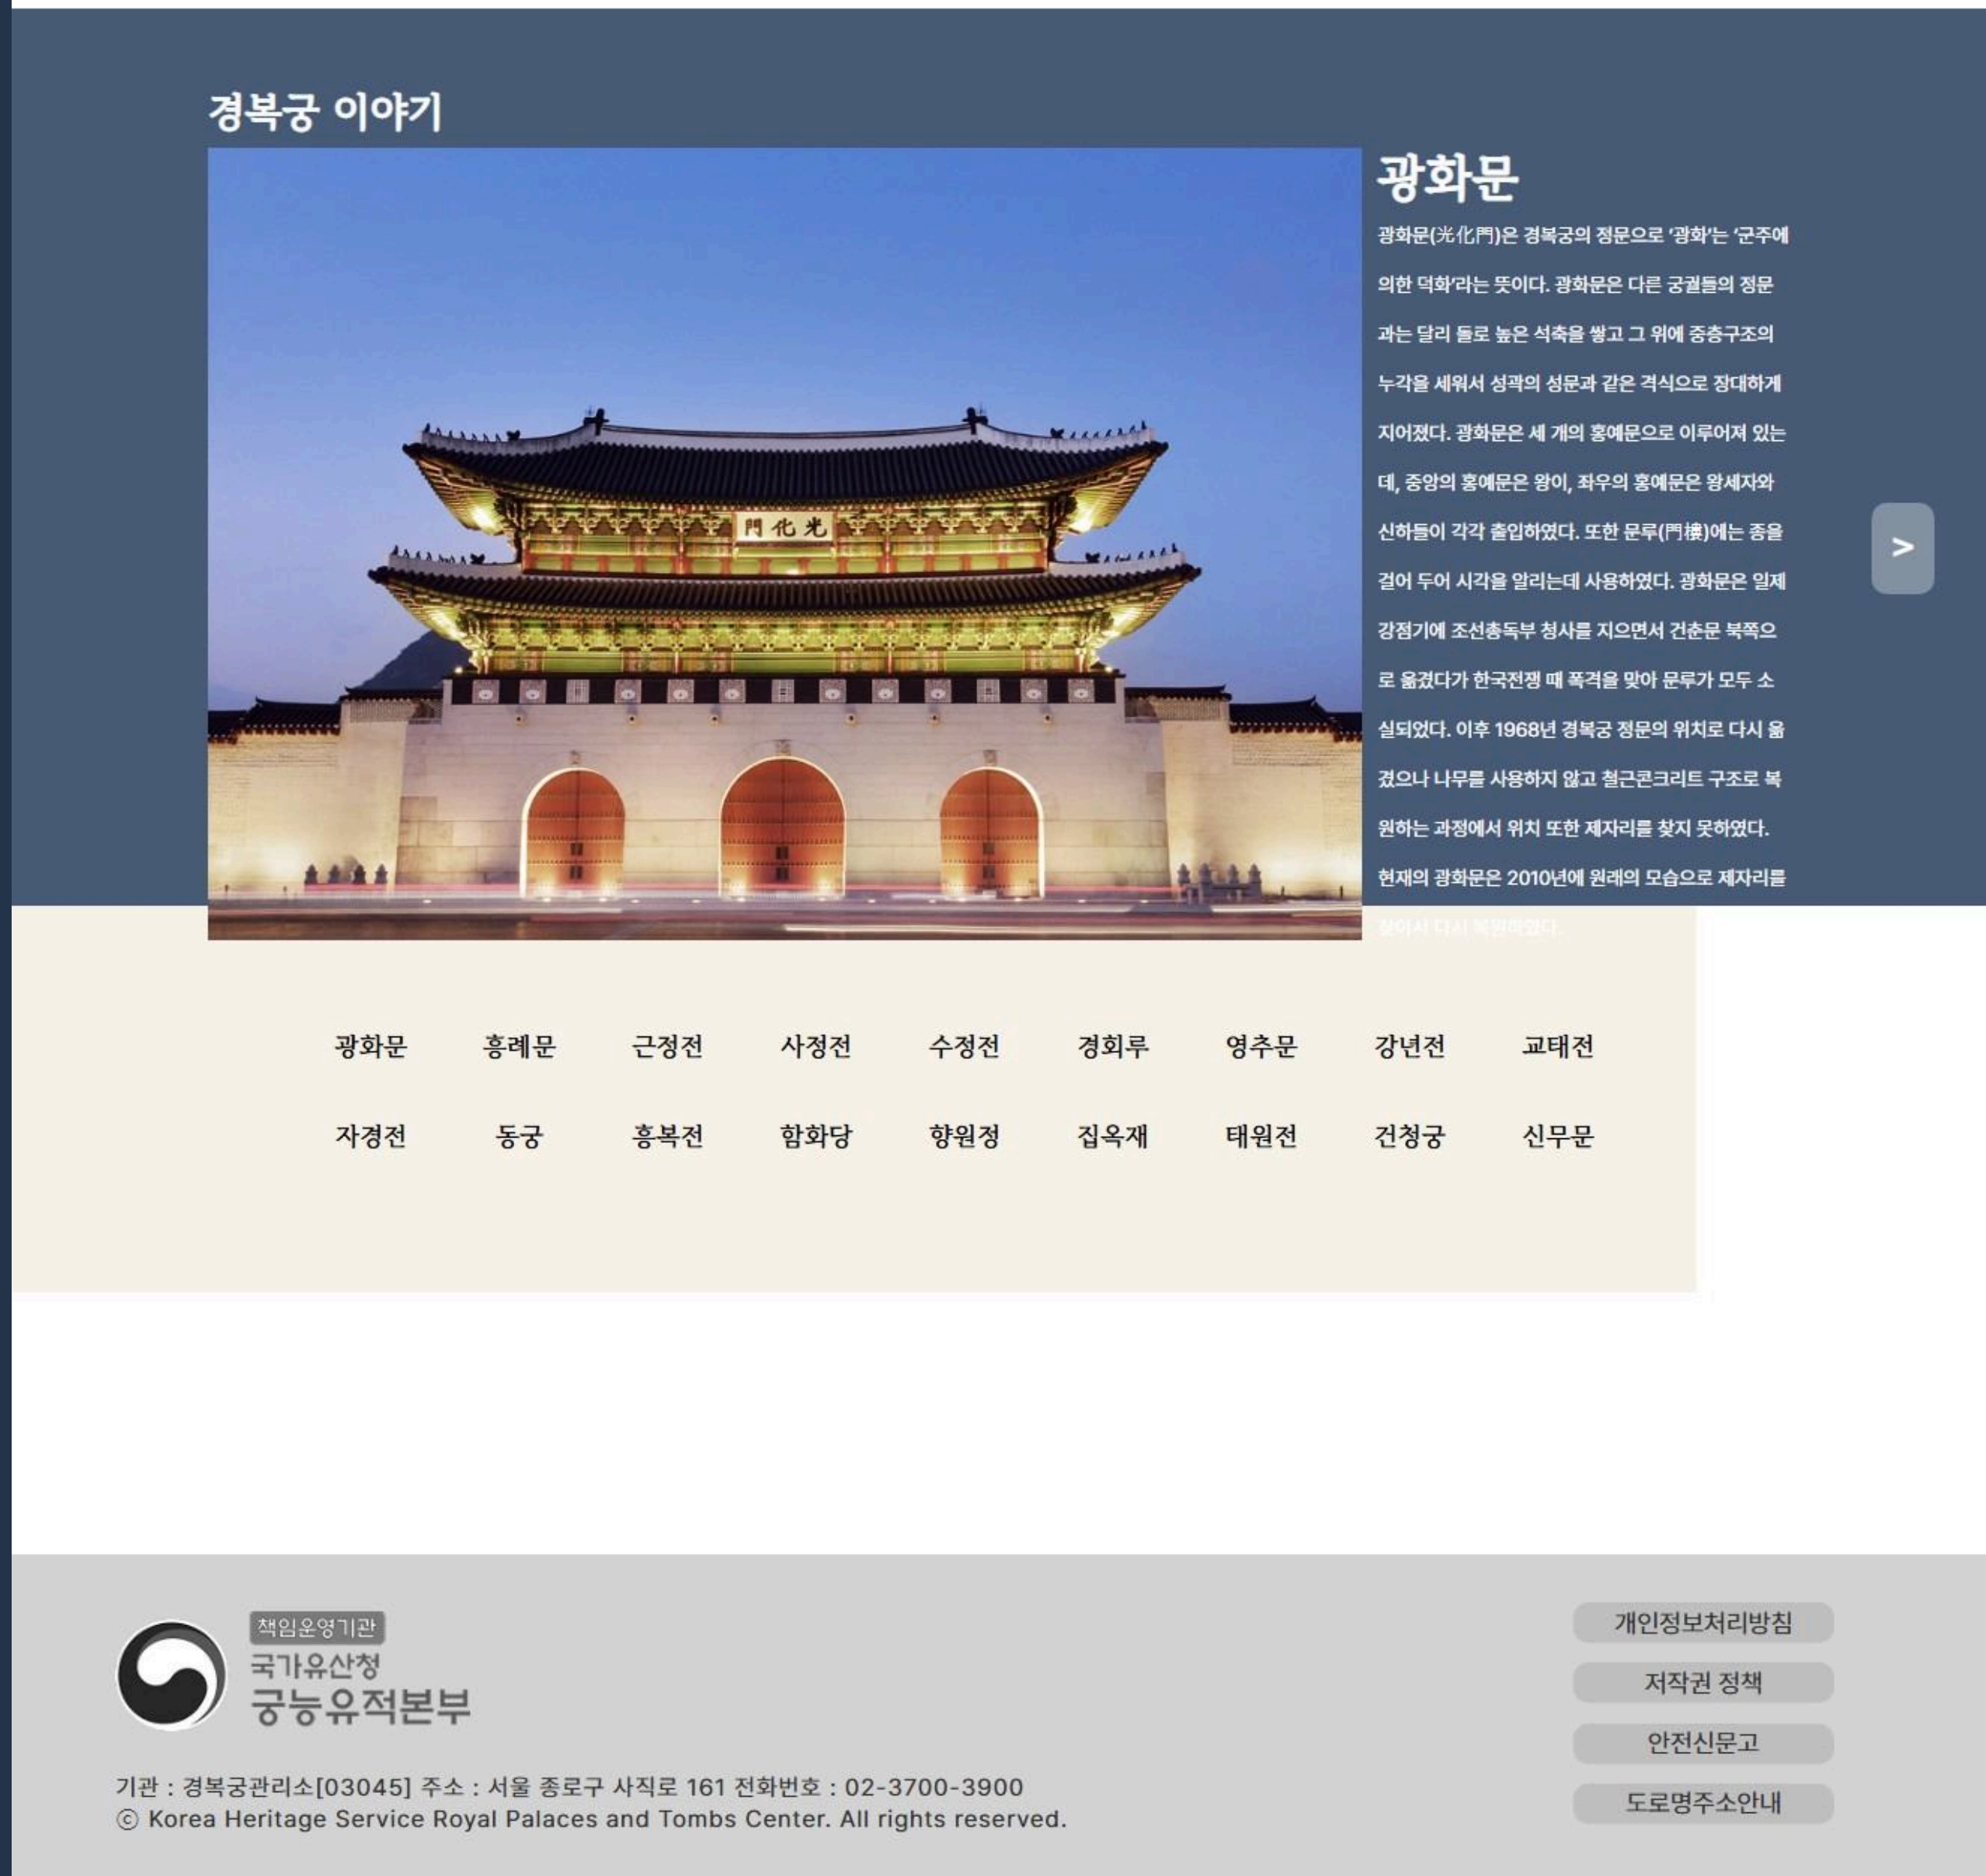 경복궁 이야기
광화문
광화문(光化門)은 경복궁의 정문으로 '광화'는 '군주에
의한 덕화'라는 뜻이다. 광화문은 다른 궁궐들의 정문
과는 달리 돌로 높은 석축을 쌓고 그 위에 중층구조의
누각을 세워서 성곽의 성문과 같은 격식으로 장대하게
지어졌다. 광화문은 세 개의 홍예문으로 이루어져 있는
데, 중앙의 홍예문은 왕이, 좌우의 홍예문은 왕세자와
신하들이 각각 출입하였다. 또한 문루(門樓)에는 종을
걸어 두어 시각을 알리는데 사용하였다. 광화문은 일제
강점기에 조선총독부 청사를 지으면서 건춘문 북쪽으
로 옮겼다가 한국전쟁 때 폭격을 맞아 문루가 모두 소
실되었다. 이후 1968년 경복궁 정문의 위치로 다시 옮
겼으나 나무를 사용하지 않고 철근콘크리트 구조로 복
원하는 과정에서 위치 또한 제자리를 찾지 못하였다.
현재의 광화문은 2010년에 원래의 모습으로 제자리를
찾아서 다시 복원하였다.
門化光
>
광화문 흥례문 근정전 사정전 수정전 경회루 영추문 강년전 교태전
자경전 동궁 흥복전 함화당 향원정 집옥재 태원전 건청궁 신무문
책임운영기관
국가유산청
궁능유적본부
기관 : 경복궁관리소[03045] 주소 : 서울 종로구 사직로 161 전화번호 : 02-3700-3900
ⓒ Korea Heritage Service Royal Palaces and Tombs Center. All rights reserved.
개인정보처리방침
저작권 정책
안전신문고
도로명주소안내